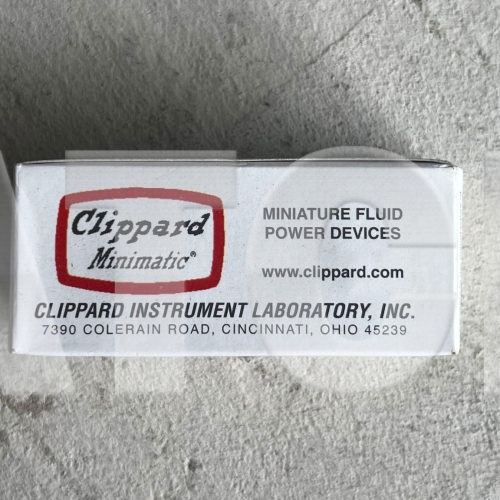 Clippard
Minimatic®
MINIATURE FLUID
POWER DEVICES
www.clippard.com
CLIPPARD INSTRUMENT LABORATORY, INC.
7390 COLERAIN ROAD, CINCINNATI, OHIO 45239